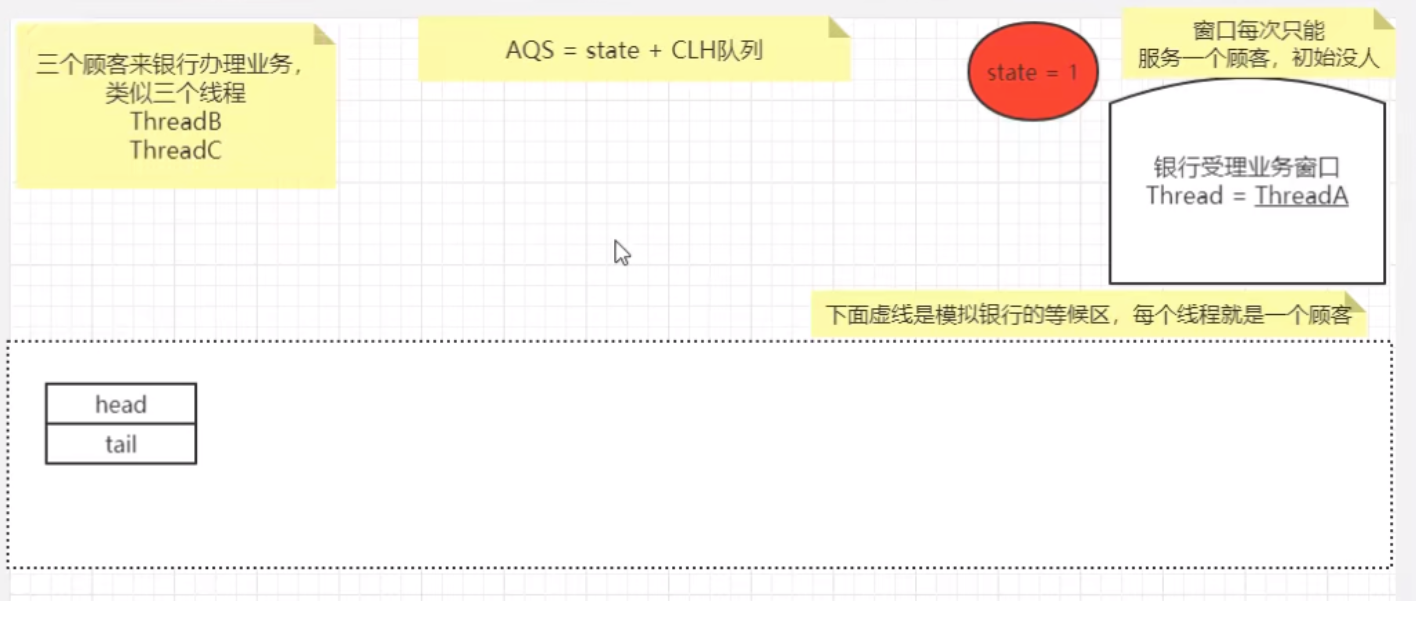 三个顾客来银行办理业务，
类似三个线程
ThreadB
ThreadC
AQS = state + CLH队列
state = 1
窗口每次只能
服务一个顾客，初始没人
银行受理业务窗口
Thread = ThreadA
下面虚线是模拟银行的等候区，每个线程就是一个顾客
head
tail